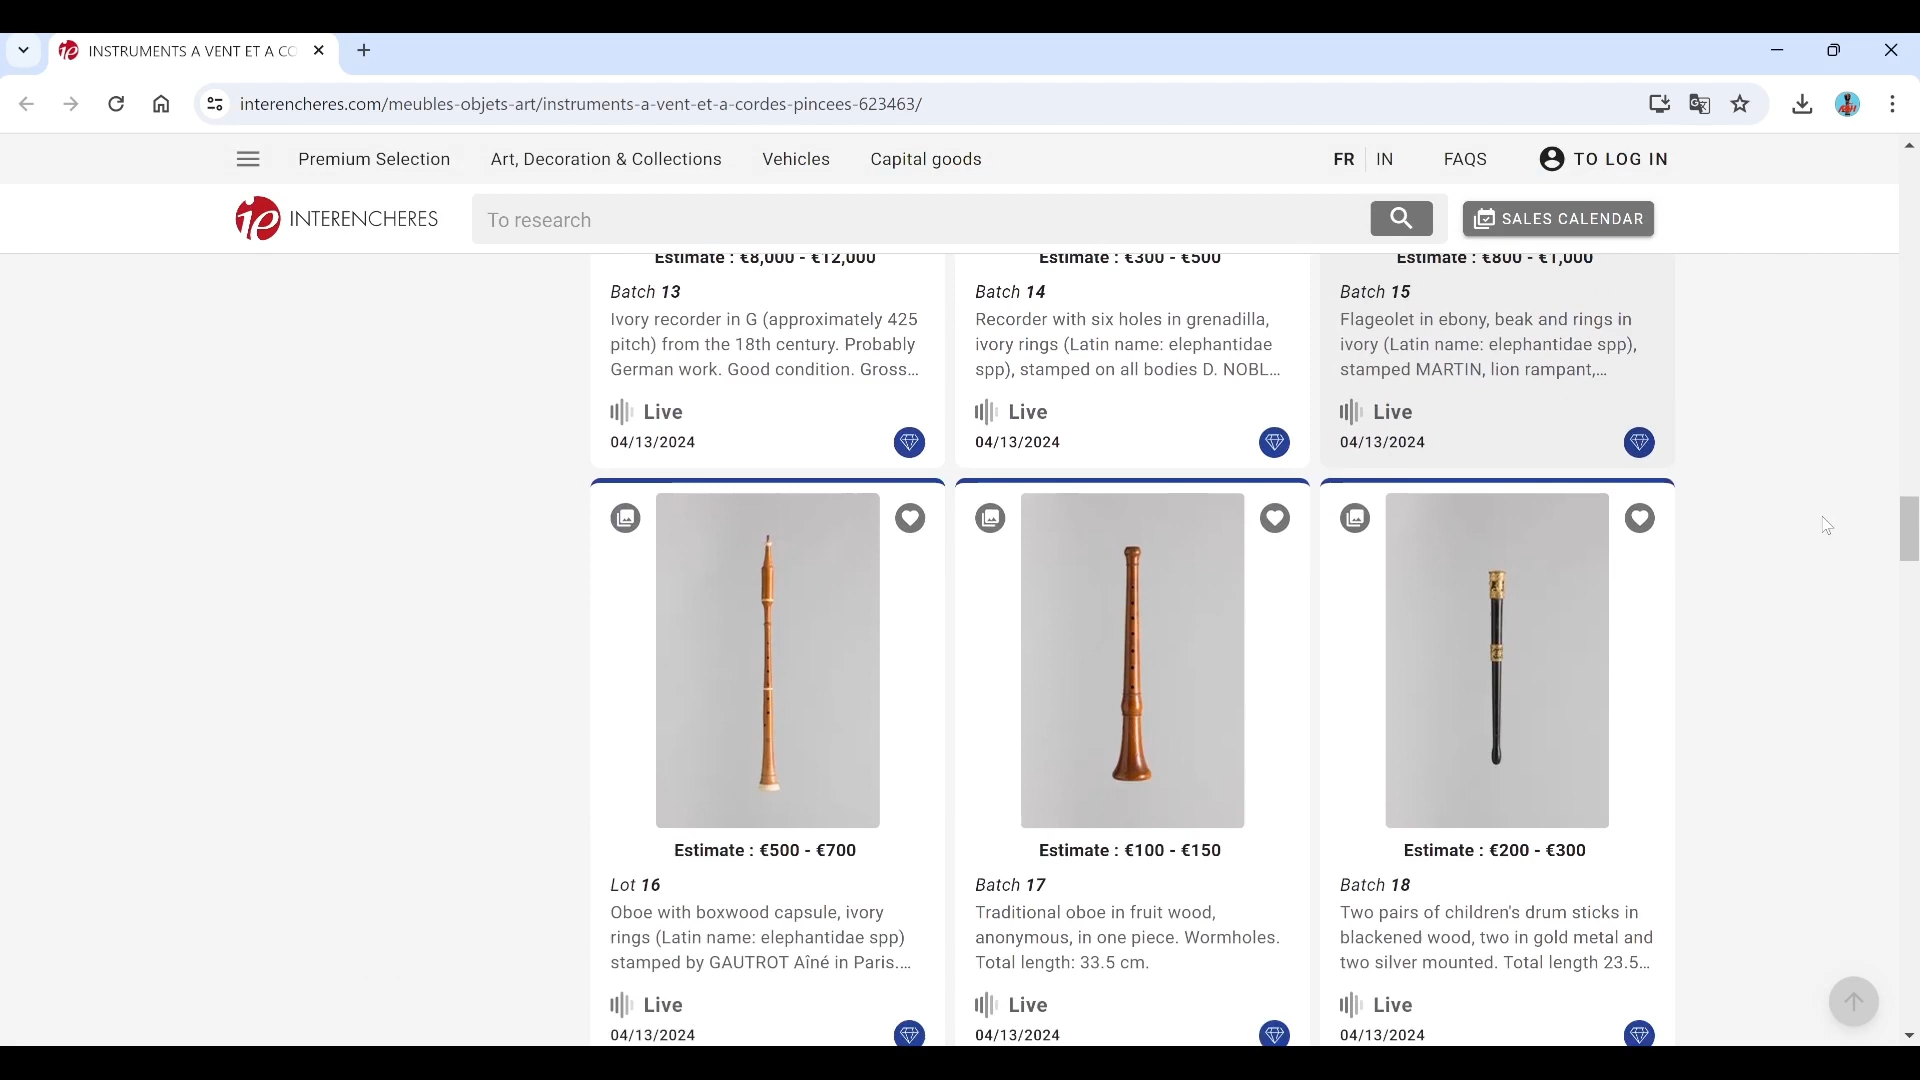 INSTRUMENTS A VENT ET A CO
interencheres.com/meubles-objets-art/instruments-a-vent-et-a-cordes-pincees-623463/
Premium Selection Art, Decoration & Collections Vehicles Capital goods FR IN FAQS TO LOG IN
INTERENCHERES To research SALES CALENDAR
Estimate : €8,000 - €12,000
Batch 13
Ivory recorder in G (approximately 425
pitch) from the 18th century. Probably
German work. Good condition. Gross...
Live
04/13/2024
Estimate : €300 - €500
Batch 14
Recorder with six holes in grenadilla,
ivory rings (Latin name: elephantidae
spp), stamped on all bodies D. NOBL...
Live
04/13/2024
Estimate : €800 - €1,000
Batch 15
Flageolet in ebony, beak and rings in
ivory (Latin name: elephantidae spp),
stamped MARTIN, lion rampant,...
Live
04/13/2024
Estimate : €500 - €700
Lot 16
Oboe with boxwood capsule, ivory
rings (Latin name: elephantidae spp)
stamped by GAUTROT Aîné in Paris....
Live
04/13/2024
Estimate : €100 - €150
Batch 17
Traditional oboe in fruit wood,
anonymous, in one piece. Wormholes.
Total length: 33.5 cm.
Live
04/13/2024
Estimate : €200 - €300
Batch 18
Two pairs of children's drum sticks in
blackened wood, two in gold metal and
two silver mounted. Total length 23.5...
Live
04/13/2024